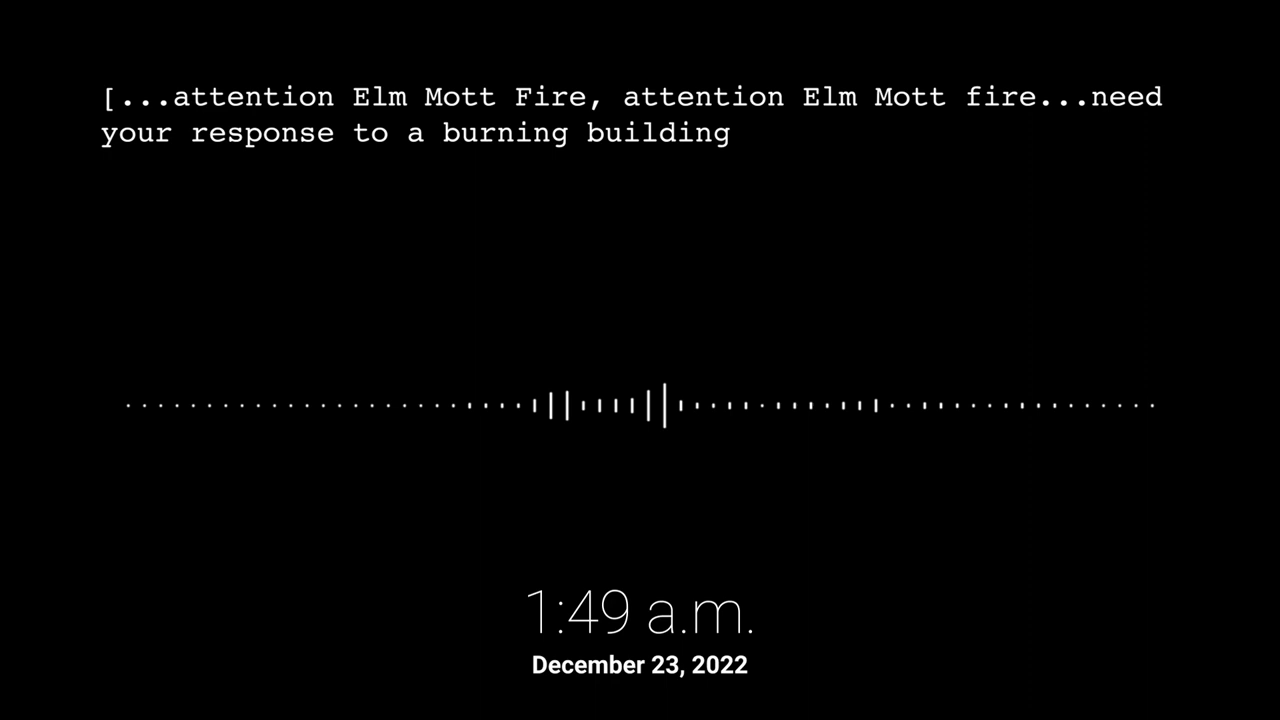 [...attention Elm Mott Fire, attention Elm Mott fire...need
your response to a burning building
1:49 a.m.
December 23, 2022